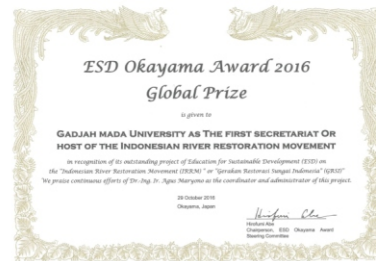 ESD Okayama Award 2016
Global Prize
is given to
GADJAH MADA UNIVERSITY AS THE FIRST SECRETARIAT OR
HOST OF THE INDONESIAN RIVER RESTORATION MOVEMENT
in recognition of its outstanding project of Education for Sustainable Development (ESD) on
the "Indonesian River Restoration Movement (IRRM)" or "Gerakan Restorasi Sungai Indonesia" (GRSI)"
We praise continuous efforts of Dr.-Ing. Ir. Agus Maryono as the coordinator and administrator of this project.
29 October 2016
Okayama, Japan
Hirofumi Abe
Hirofumi Abe
Chairperson, ESD Okayama Award
Steering Committee